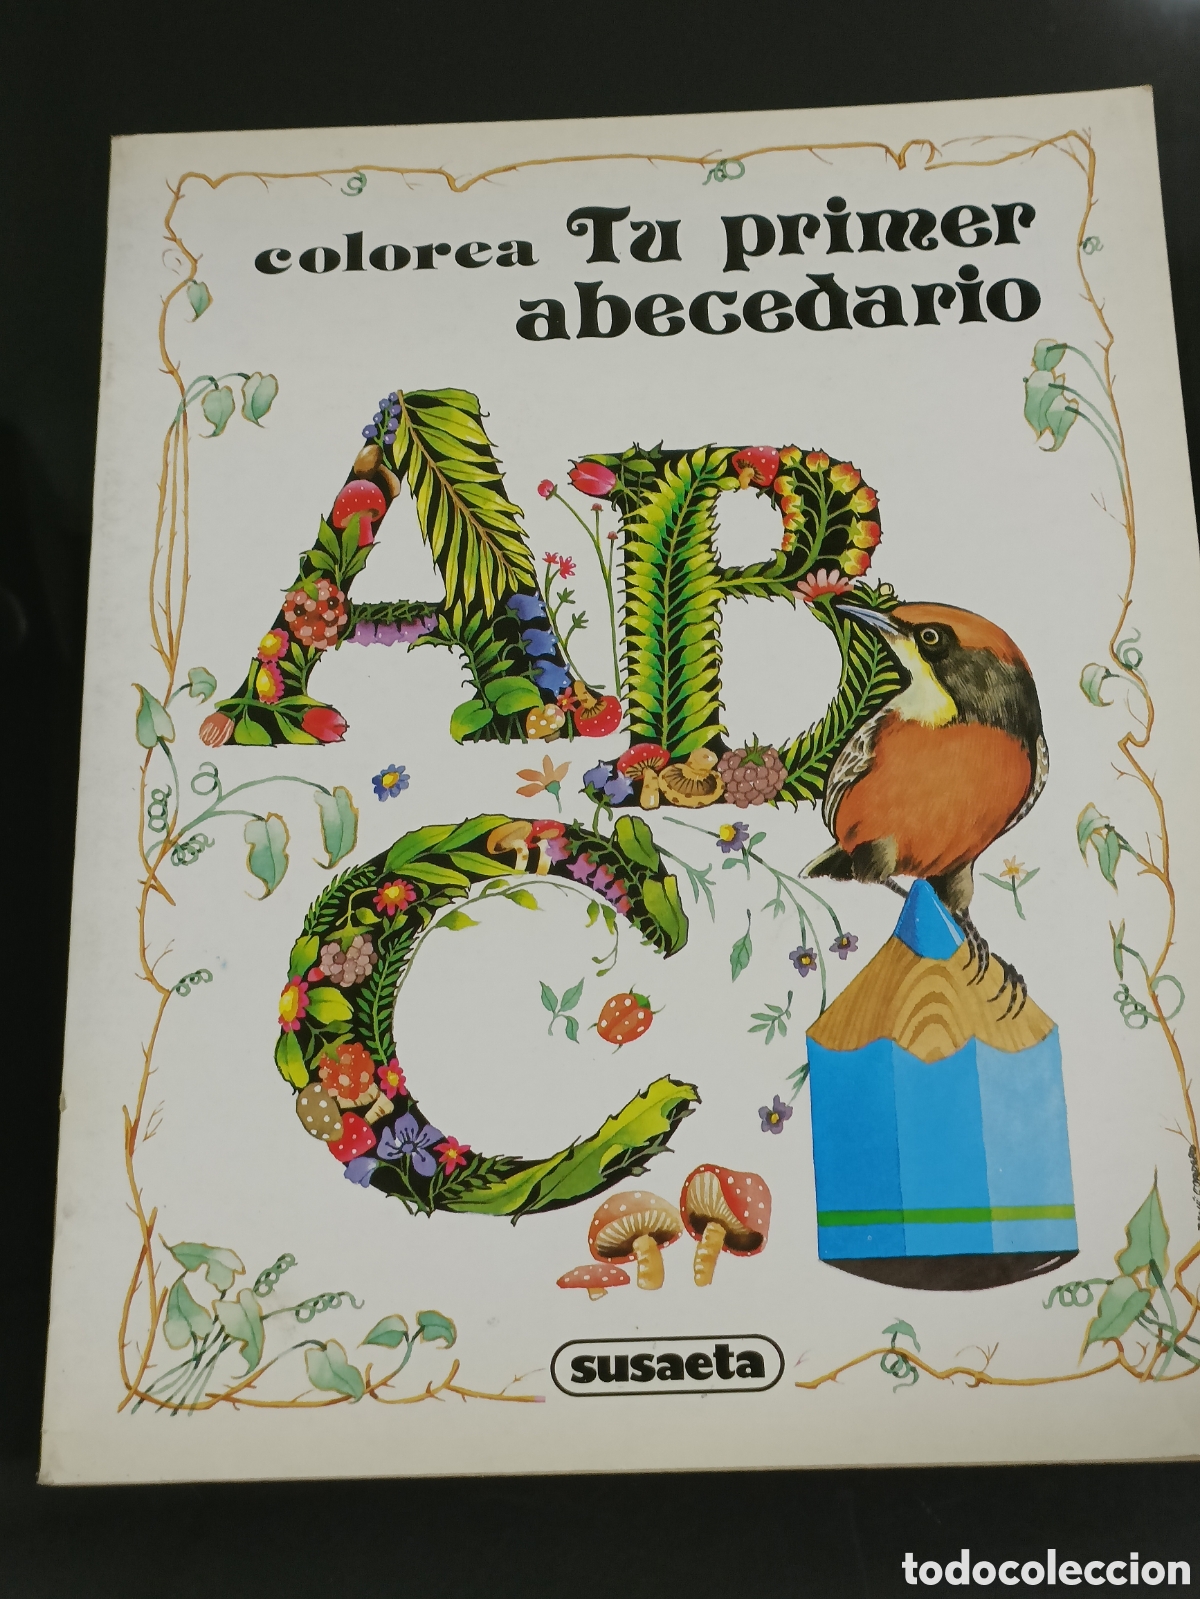 colorea Tu primer
abecedario
ABC
susaeta
todocoleccion